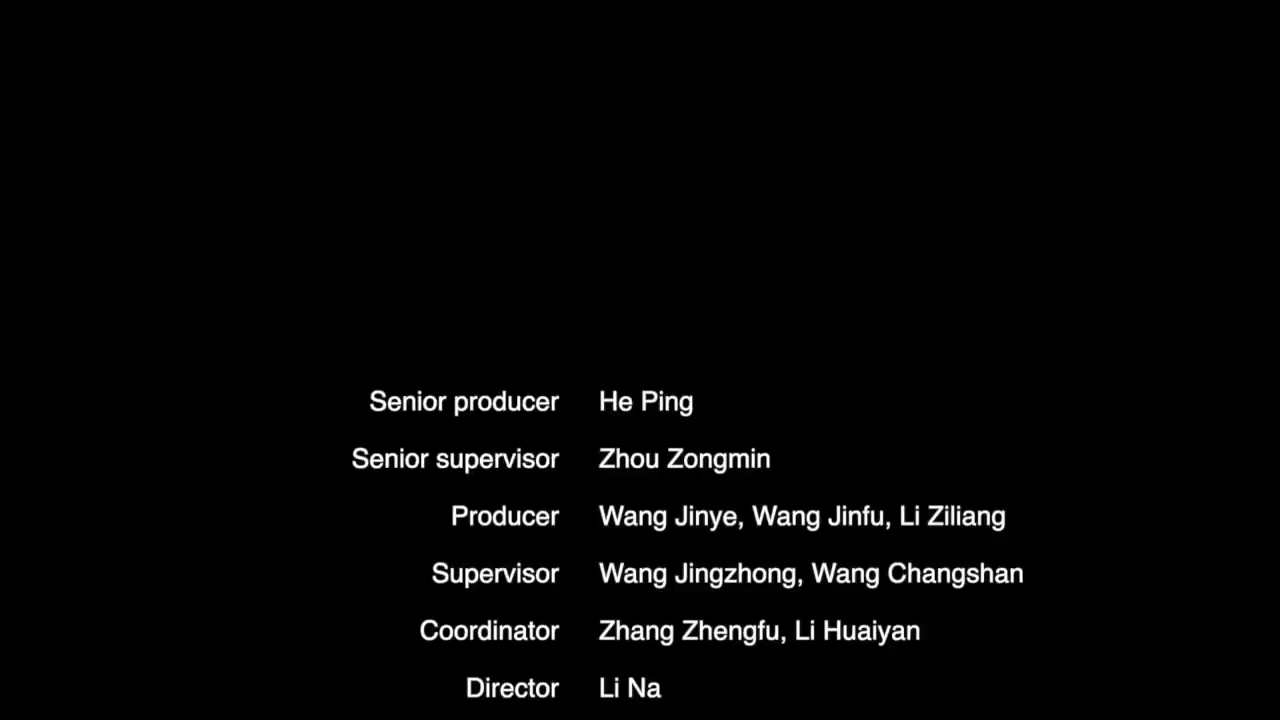 Senior producer He Ping
Senior supervisor Zhou Zongmin
Producer Wang Jinye, Wang Jinfu, Li Ziliang
Supervisor Wang Jingzhong, Wang Changshan
Coordinator Zhang Zhengfu, Li Huaiyan
Director Li Na